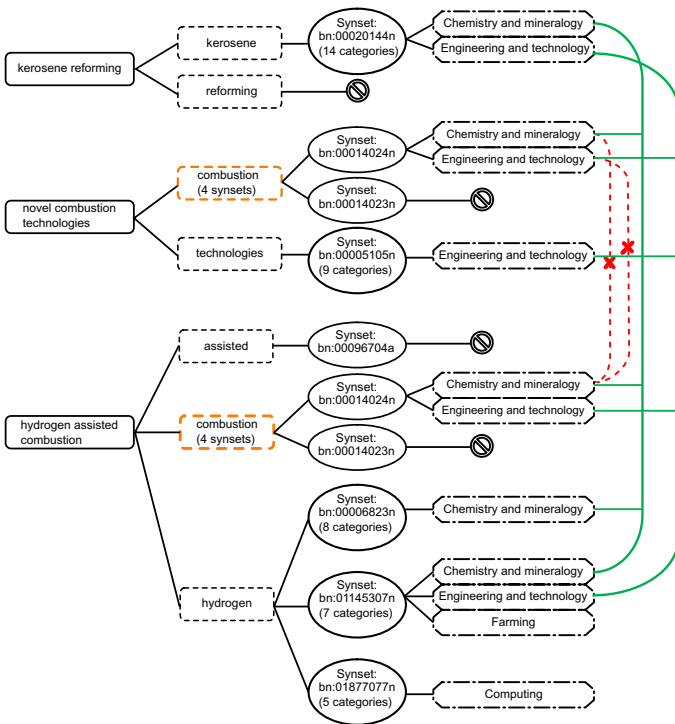 kerosene reforming
kerosene
Synset:
bn:00020144n
(14 categories)
Chemistry and mineralogy
Engineering and technology
reforming
novel combustion
technologies
combustion
(4 synsets)
Synset:
bn:00014024n
Chemistry and mineralogy
Engineering and technology
Synset:
bn:00014023n
technologies
Synset:
bn:00005105n
(9 categories)
Engineering and technology
hydrogen assisted
combustion
assisted
Synset:
bn:00096704a
combustion
(4 synsets)
Synset:
bn:00014024n
Chemistry and mineralogy
Engineering and technology
Synset:
bn:00014023n
hydrogen
Synset:
bn:00006823n
(8 categories)
Chemistry and mineralogy
Synset:
bn:01145307n
(7 categories)
Chemistry and mineralogy
Engineering and technology
Farming
Synset:
bn:01877077n
(5 categories)
Computing